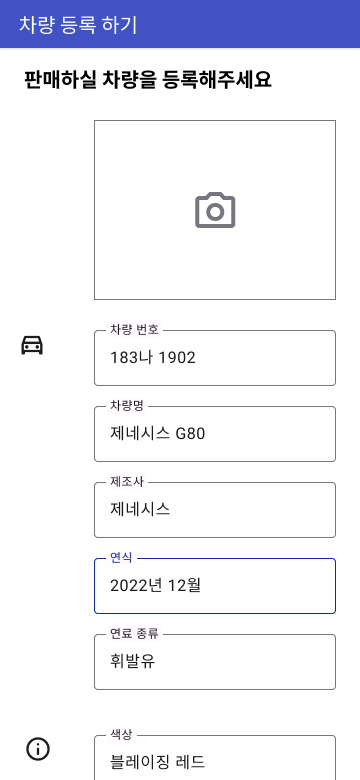 차량 등록 하기
판매하실 차량을 등록해주세요
차량 번호
183나 1902
차량명
제네시스 G80
제조사
제네시스
연식
2022년 12월
연료 종류
휘발유
색상
블레이징 레드